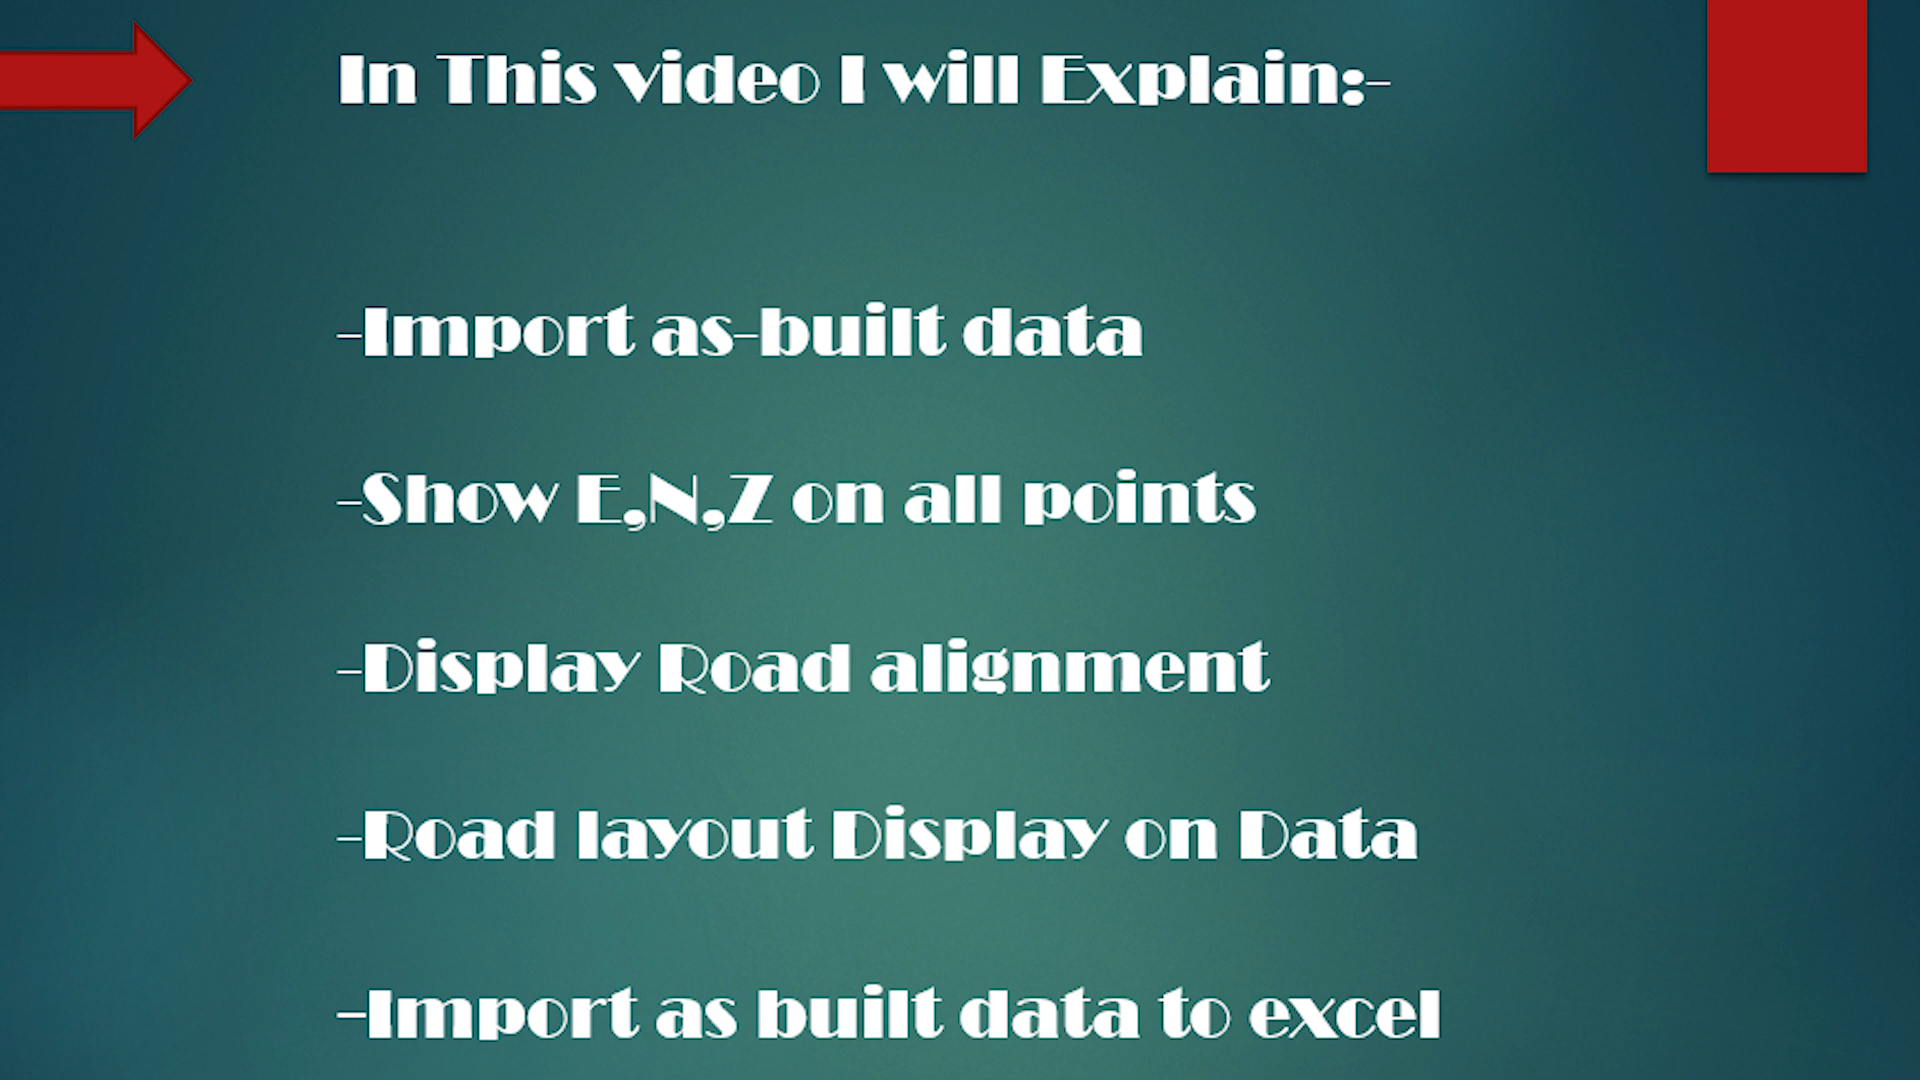 In This video I will Explain:-
-Import as-built data
-Show E,N,Z on all points
-Display Road alignment
-Road layout Display on Data
-Import as built data to excel